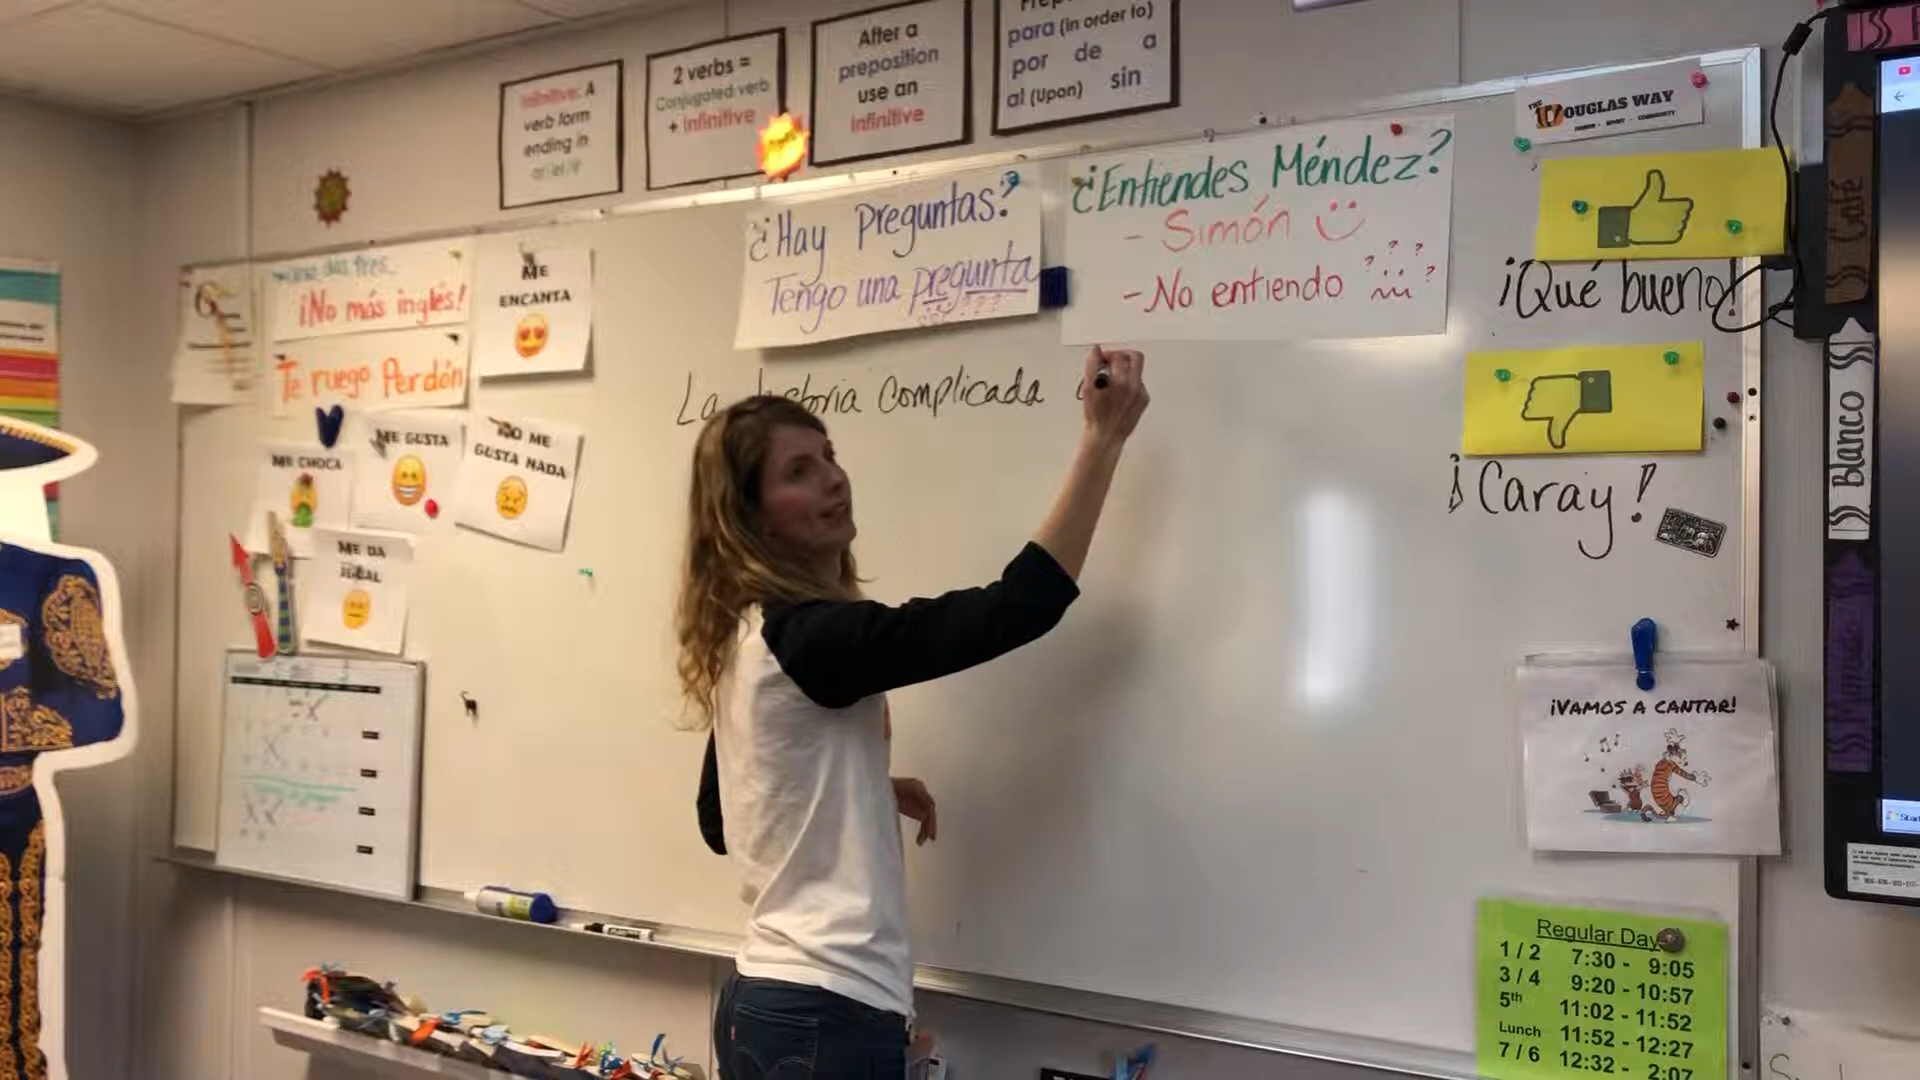 Infinitive: A
verb form
ending in
ar/er/ir
2 verbs =
Conjugated verb
+ Infinitive
After a
preposition
use an
infinitive
para (in order to)
por de a
al (Upon) sin
¡No más inglés!
Te ruego Perdón
ME
ENCANTA
ME CHOCA
ME GUSTA
NO ME
GUSTA NADA
ME DA
IGUAL
¿Hay Preguntas?
Tengo una pregunta
¿Entiendes Méndez?
- Simón
- No entiendo ? ? ? ?
La historia complicada
THE DOUGLAS WAY
¡Qué bueno!
¡Caray!
¡VAMOS A CANTAR!
Café
Blanco
Regular Day
1 / 2 7:30 - 9:05
3 / 4 9:20 - 10:57
5th 11:02 - 11:52
Lunch 11:52 - 12:27
7 / 6 12:32 - 2:07